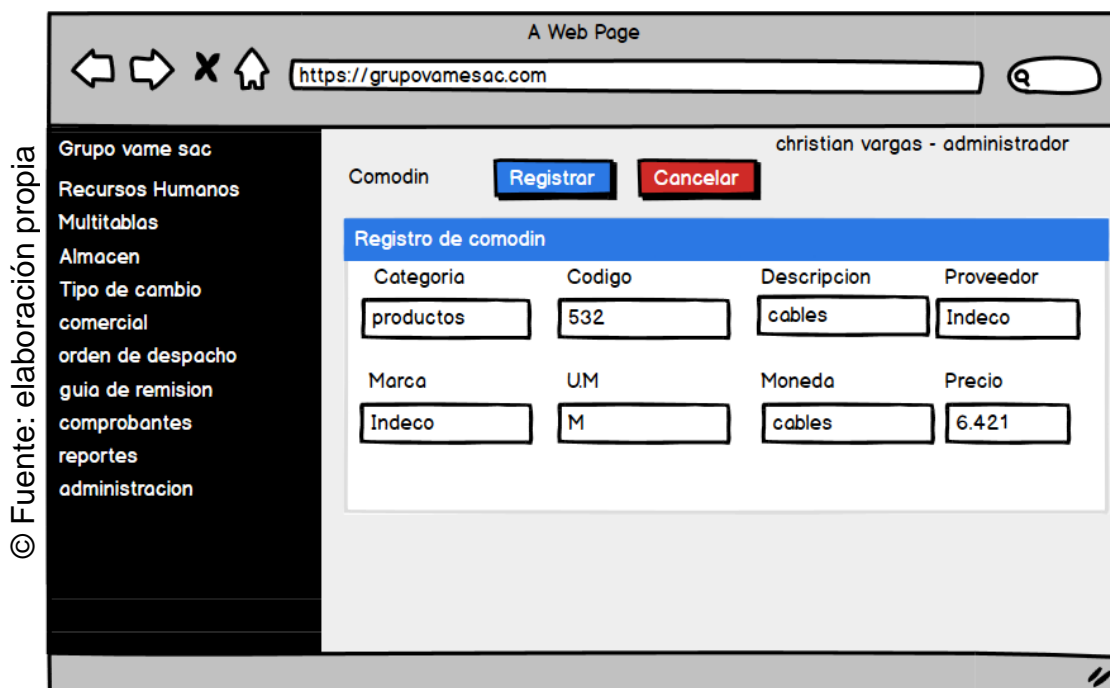 A Web Page
https://grupovamesac.com
© Fuente: elaboración propia
Grupo vame sac
Recursos Humanos
Multitablas
Almacen
Tipo de cambio
comercial
orden de despacho
guia de remision
comprobantes
reportes
administracion
christian vargas - administrador
Comodin Registrar Cancelar
Registro de comodin
Categoria Codigo Descripcion Proveedor
productos 532 cables Indeco
Marca U.M Moneda Precio
Indeco M cables 6.421